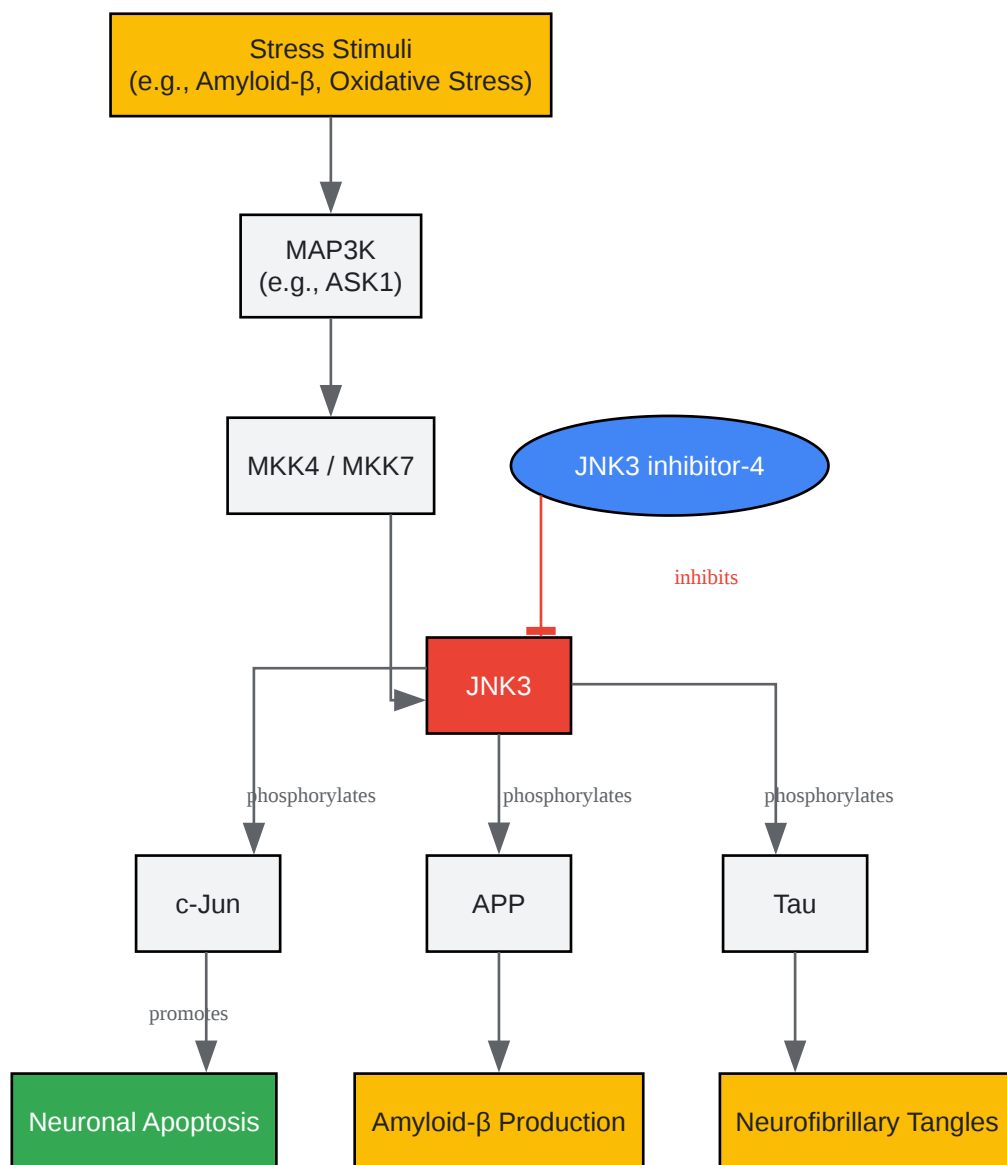 Stress Stimuli
(e.g., Amyloid-β, Oxidative Stress)
MAP3K
(e.g., ASK1)
MKK4 / MKK7
JNK3 inhibitor-4
inhibits
JNK3
phosphorylates
phosphorylates
phosphorylates
c-Jun
APP
Tau
promotes
Neuronal Apoptosis
Amyloid-β Production
Neurofibrillary Tangles